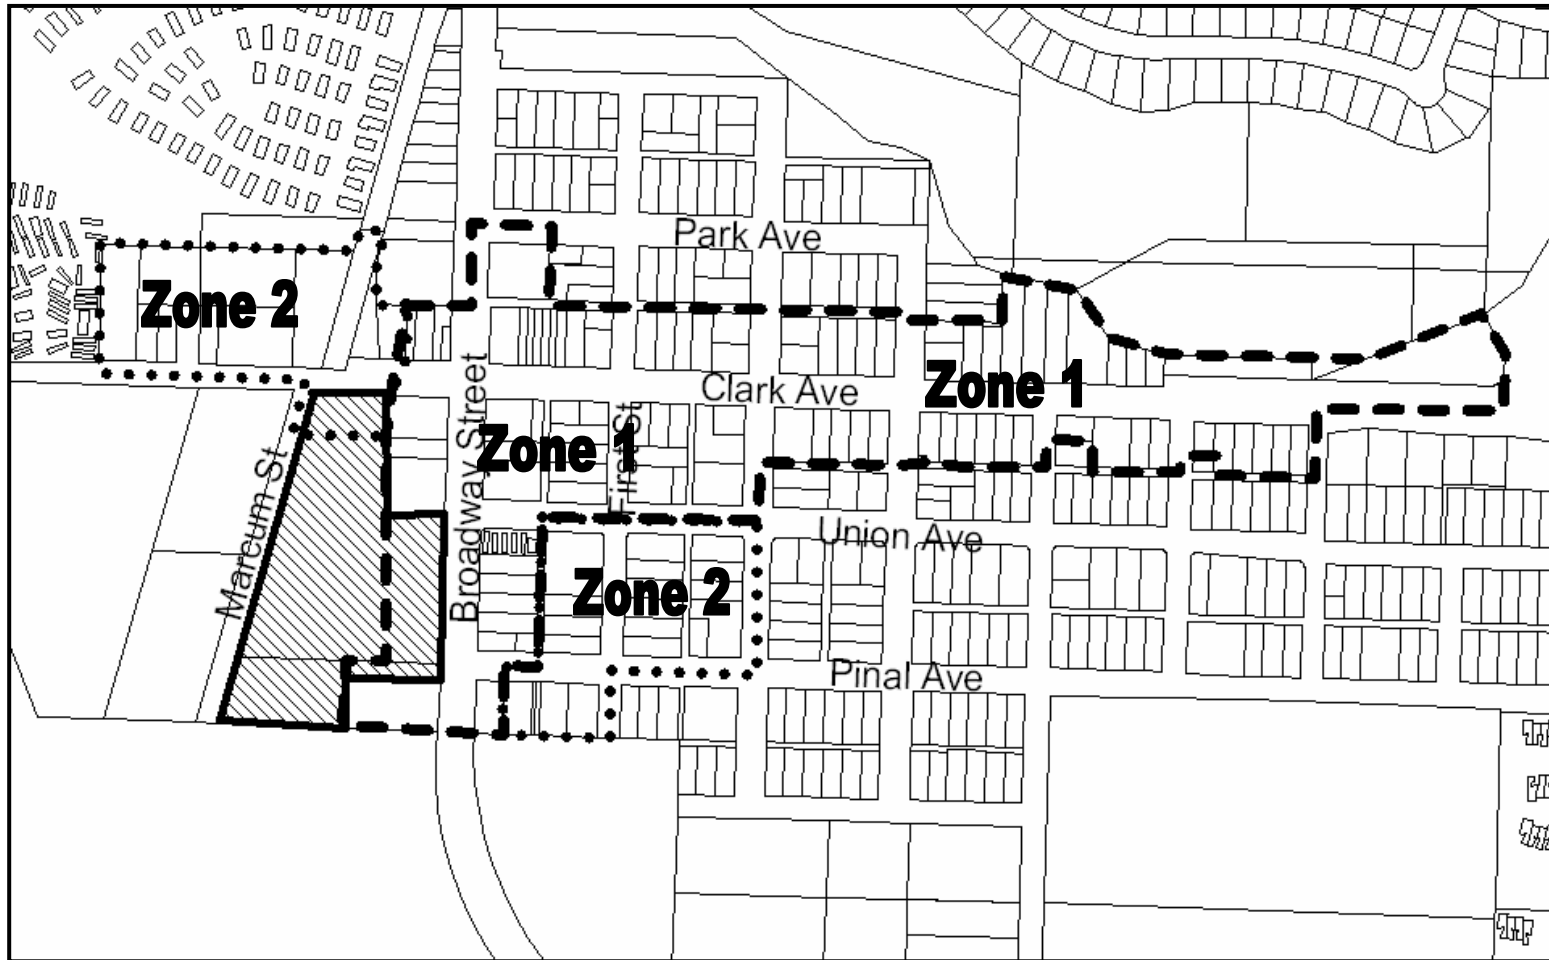 Park Ave
Zone 2
Clark Ave
Zone 1
Broadway Street
Zone 1
First St
Marcum St
Union Ave
Zone 2
Pinal Ave